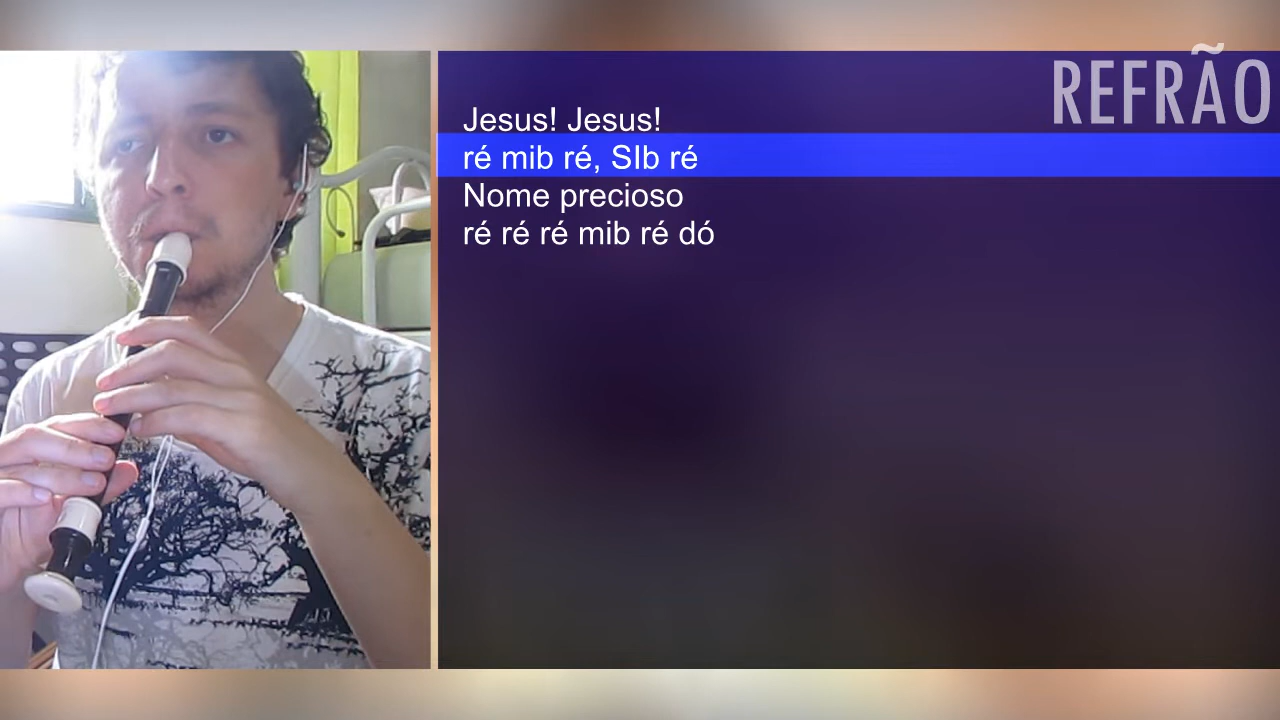 REFRÃO
Jesus! Jesus!
ré mib ré, SIb ré
Nome precioso
ré ré ré mib ré dó